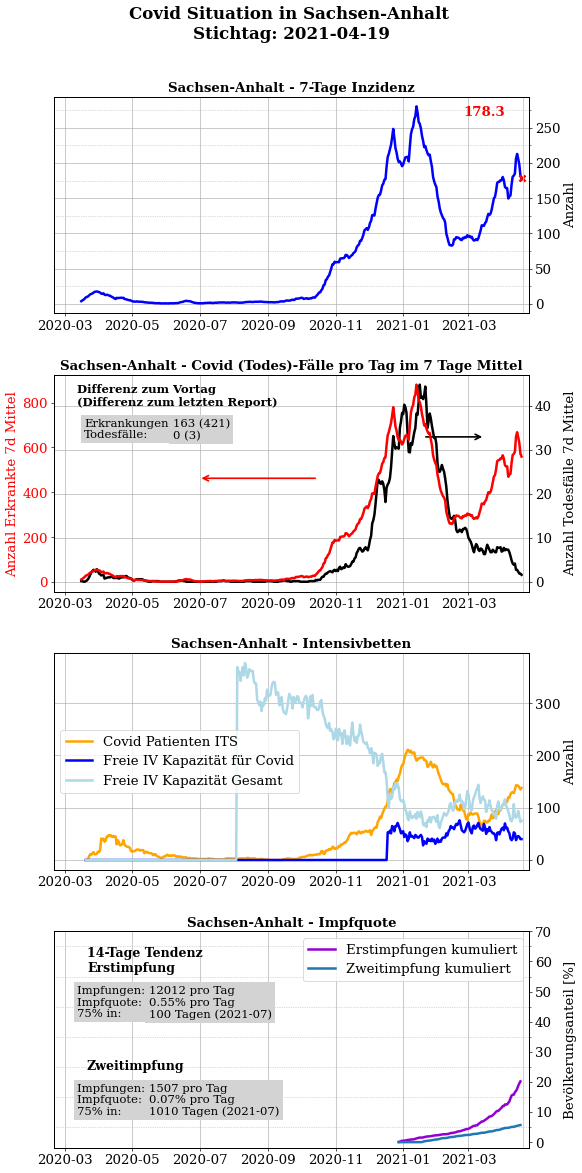 Covid Situation in Sachsen-Anhalt
Stichtag: 2021-04-19
Sachsen-Anhalt - 7-Tage Inzidenz
178.3
250
200
150
100
50
0
Anzahl
2020-03 2020-05 2020-07 2020-09 2020-11 2021-01 2021-03
Sachsen-Anhalt - Covid (Todes)-Fälle pro Tag im 7 Tage Mittel
Differenz zum Vortag
(Differenz zum letzten Report)
Erkrankungen 163 (421)
Todesfälle: 0 (3)
Anzahl Erkrankte 7d Mittel
800
600
400
200
0
40
30
20
10
0
Anzahl Todesfälle 7d Mittel
2020-03 2020-05 2020-07 2020-09 2020-11 2021-01 2021-03
Sachsen-Anhalt - Intensivbetten
Covid Patienten ITS
Freie IV Kapazität für Covid
Freie IV Kapazität Gesamt
300
200
100
0
Anzahl
2020-03 2020-05 2020-07 2020-09 2020-11 2021-01 2021-03
Sachsen-Anhalt - Impfquote
14-Tage Tendenz
Erstimpfung
Impfungen: 12012 pro Tag
Impfquote: 0.55% pro Tag
75% in: 100 Tagen (2021-07)
Zweitimpfung
Impfungen: 1507 pro Tag
Impfquote: 0.07% pro Tag
75% in: 1010 Tagen (2021-07)
Erstimpfungen kumuliert
Zweitimpfung kumuliert
70
60
50
40
30
20
10
0
Bevölkerungsanteil [%]
2020-03 2020-05 2020-07 2020-09 2020-11 2021-01 2021-03